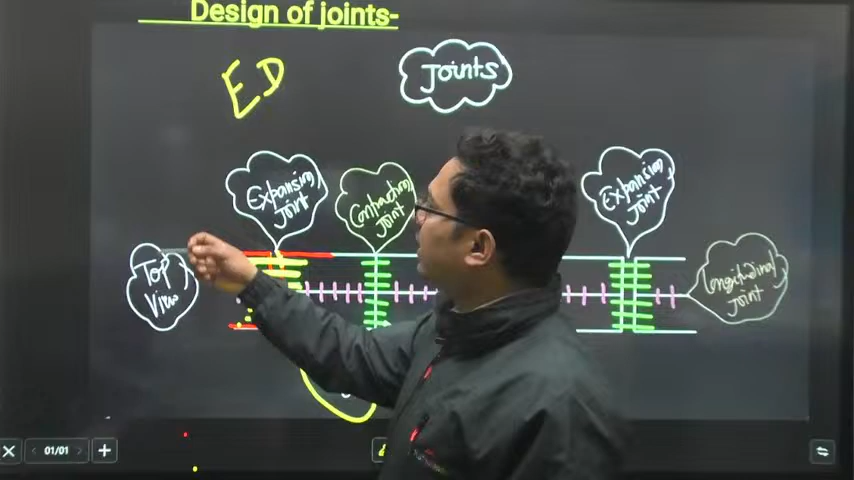 Design of joints-
ED
Joints
Expansion
Joint
Contraction
Joint
Expansion
Joint
Top
View
Longitudinal
Joint
01/01